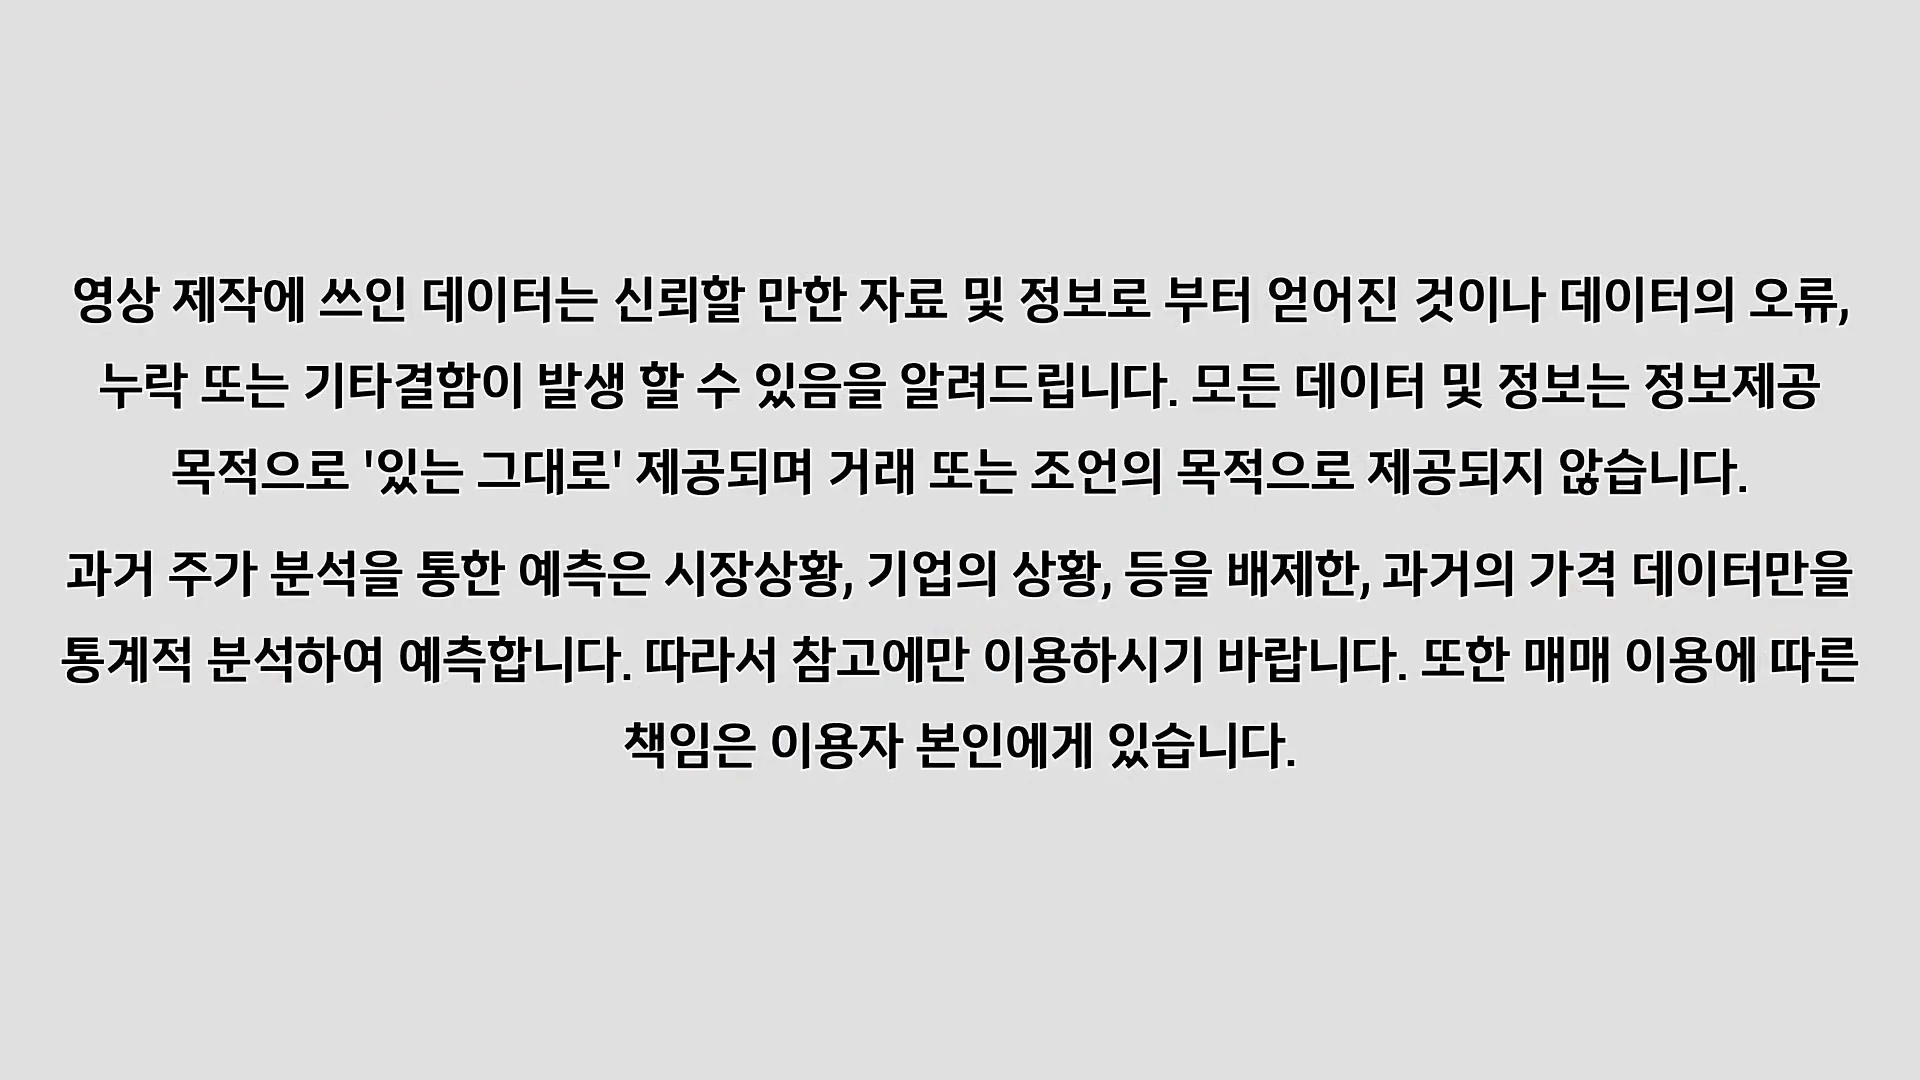 영상 제작에 쓰인 데이터는 신뢰할 만한 자료 및 정보로 부터 얻어진 것이나 데이터의 오류,
누락 또는 기타결함이 발생 할 수 있음을 알려드립니다. 모든 데이터 및 정보는 정보제공
목적으로 '있는 그대로' 제공되며 거래 또는 조언의 목적으로 제공되지 않습니다.
과거 주가 분석을 통한 예측은 시장상황, 기업의 상황, 등을 배제한, 과거의 가격 데이터만을
통계적 분석하여 예측합니다. 따라서 참고에만 이용하시기 바랍니다. 또한 매매 이용에 따른
책임은 이용자 본인에게 있습니다.